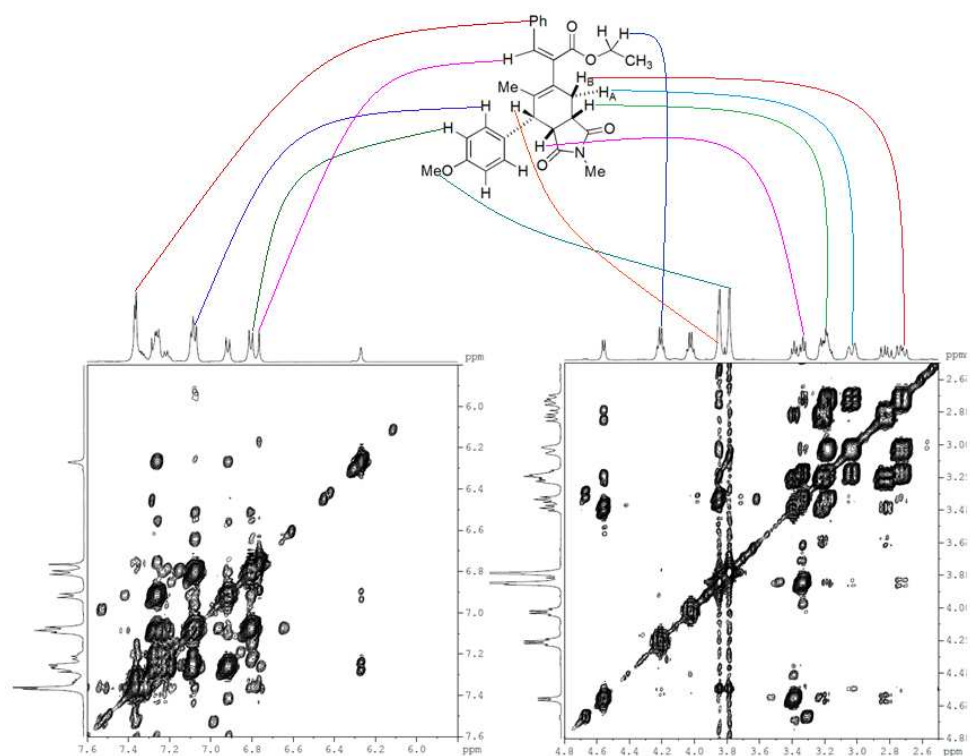 Ph
O
H H
H
O
CH₃
Me
H_B
H_A
H
H
H
H
O
N
O
Me
H
MeO
H
H
ppm
ppm
6.0
6.2
6.4
6.6
6.8
7.0
7.2
7.4
7.6 7.4 7.2 7.0 6.8 6.6 6.4 6.2 6.0 ppm
2.6
2.8
3.0
3.2
3.4
3.6
3.8
4.0
4.2
4.4
4.6
4.8
4.8 4.6 4.4 4.2 4.0 3.8 3.6 3.4 3.2 3.0 2.8 2.6 ppm